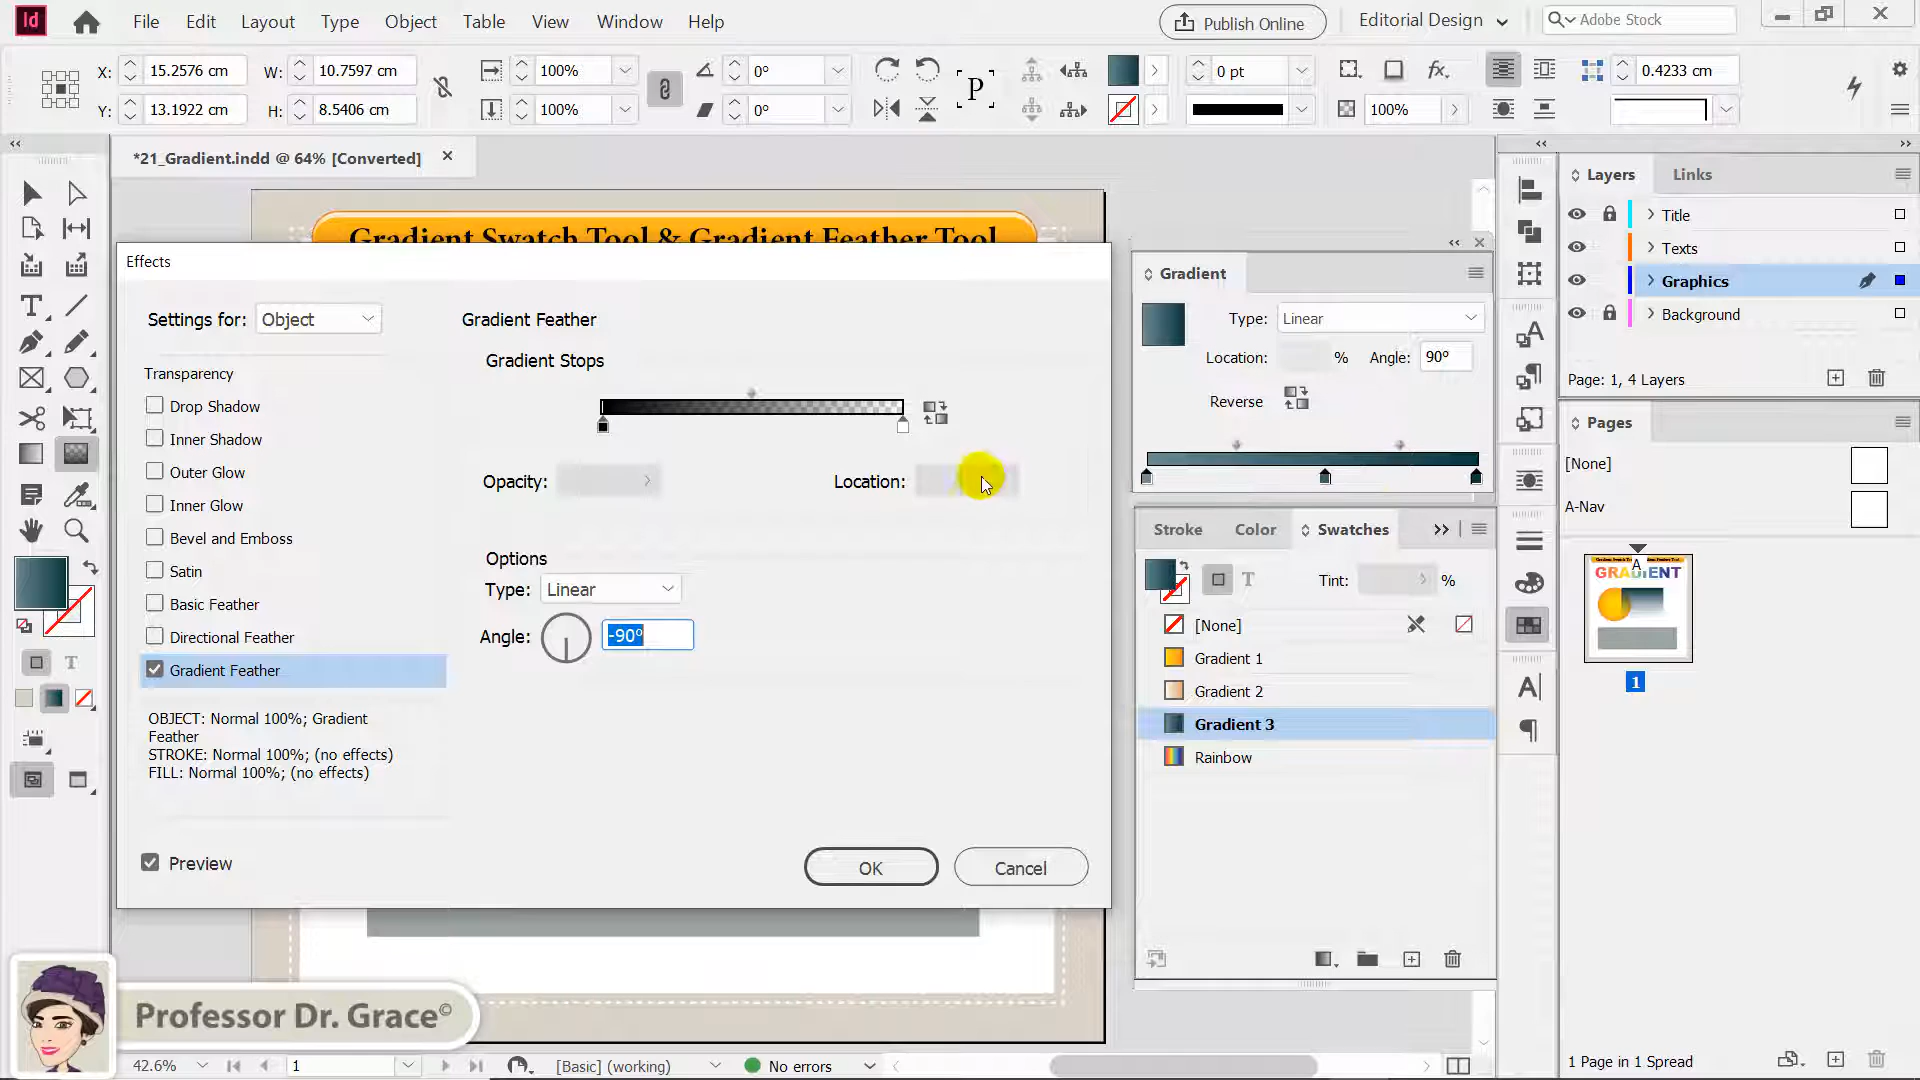 Id
File Edit Layout Type Object Table View Window Help
Publish Online
Editorial Design
Adobe Stock
X: 15.2576 cm W: 10.7597 cm 100% 0° P fx. 0 pt 0.4233 cm
Y: 13.1922 cm H: 8.5406 cm 100% 0° 100%
*21_Gradient.indd @ 64% [Converted]
Gradient Swatch Tool & Gradient Feather Tool
Effects
Settings for: Object
Transparency
Drop Shadow
Inner Shadow
Outer Glow
Inner Glow
Bevel and Emboss
Satin
Basic Feather
Directional Feather
Gradient Feather
OBJECT: Normal 100%; Gradient
Feather
STROKE: Normal 100%; (no effects)
FILL: Normal 100%; (no effects)
Preview
Gradient Feather
Gradient Stops
Opacity:
Location:
Options
Type: Linear
Angle: -90°
OK
Cancel
Gradient
Type: Linear
Location: % Angle: 90°
Reverse
Stroke Color Swatches
T Tint: %
[None]
Gradient 1
Gradient 2
Gradient 3
Rainbow
Layers Links
Title
Texts
Graphics
Background
Page: 1, 4 Layers
Pages
[None]
A-Nav
A
GRADIENT
1
1 Page in 1 Spread
Professor Dr. Grace©
42.6% 1 [Basic] (working) No errors